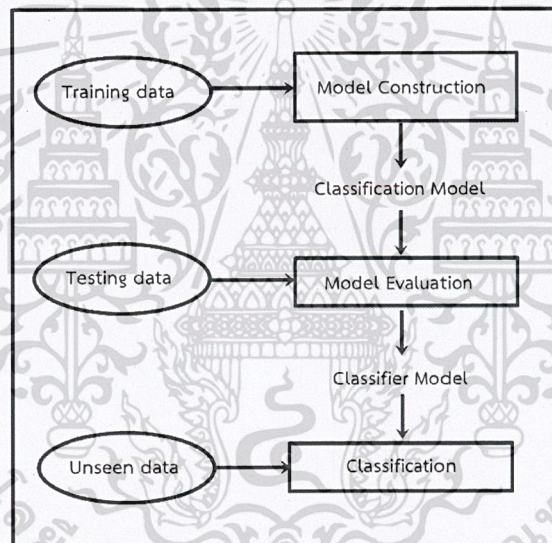 Training data
Model Construction
Classification Model
Testing data
Model Evaluation
Classifier Model
Unseen data
Classification